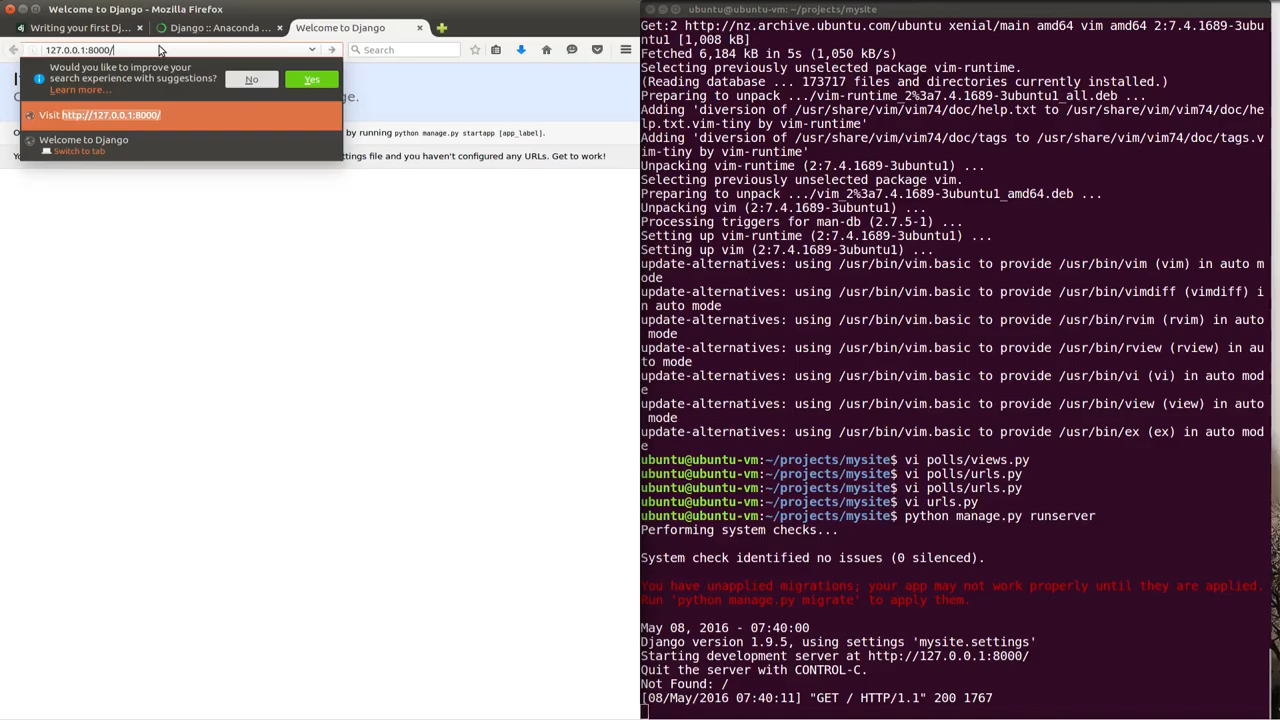 Welcome to Django - Mozilla Firefox
Writing your first Dj...
Django :: Anaconda ...
Welcome to Django
127.0.0.1:8000/
Search
Would you like to improve your
search experience with suggestions?
Learn more...
No
Yes
Visit http://127.0.0.1:8000/
Welcome to Django
Switch to tab
ge.
by running python manage.py startapp [app_label].
ttings file and you haven't configured any URLs. Get to work!
ubuntu@ubuntu-vm: ~/projects/mysite
Get:2 http://nz.archive.ubuntu.com/ubuntu xenial/main amd64 vim amd64 2:7.4.1689-3ubu
ntu1 [1,008 kB]
Fetched 6,184 kB in 5s (1,050 kB/s)
Selecting previously unselected package vim-runtime.
(Reading database ... 173717 files and directories currently installed.)
Preparing to unpack .../vim-runtime_2%3a7.4.1689-3ubuntu1_all.deb ...
Adding 'diversion of /usr/share/vim/vim74/doc/help.txt to /usr/share/vim/vim74/doc/he
lp.txt.vim-tiny by vim-runtime'
Adding 'diversion of /usr/share/vim/vim74/doc/tags to /usr/share/vim/vim74/doc/tags.v
im-tiny by vim-runtime'
Unpacking vim-runtime (2:7.4.1689-3ubuntu1) ...
Selecting previously unselected package vim.
Preparing to unpack .../vim_2%3a7.4.1689-3ubuntu1_amd64.deb ...
Unpacking vim (2:7.4.1689-3ubuntu1) ...
Processing triggers for man-db (2.7.5-1) ...
Setting up vim-runtime (2:7.4.1689-3ubuntu1) ...
Setting up vim (2:7.4.1689-3ubuntu1) ...
update-alternatives: using /usr/bin/vim.basic to provide /usr/bin/vim (vim) in auto m
ode
update-alternatives: using /usr/bin/vim.basic to provide /usr/bin/vimdiff (vimdiff) i
n auto mode
update-alternatives: using /usr/bin/vim.basic to provide /usr/bin/rvim (rvim) in auto
 mode
update-alternatives: using /usr/bin/vim.basic to provide /usr/bin/rview (rview) in au
to mode
update-alternatives: using /usr/bin/vim.basic to provide /usr/bin/vi (vi) in auto mod
e
update-alternatives: using /usr/bin/vim.basic to provide /usr/bin/view (view) in auto
 mode
update-alternatives: using /usr/bin/vim.basic to provide /usr/bin/ex (ex) in auto mod
e
ubuntu@ubuntu-vm:~/projects/mysite$ vi polls/views.py
ubuntu@ubuntu-vm:~/projects/mysite$ vi polls/urls.py
ubuntu@ubuntu-vm:~/projects/mysite$ vi polls/urls.py
ubuntu@ubuntu-vm:~/projects/mysite$ vi urls.py
ubuntu@ubuntu-vm:~/projects/mysite$ python manage.py runserver
Performing system checks...
System check identified no issues (0 silenced).
You have unapplied migrations; your app may not work properly until they are applied.
Run 'python manage.py migrate' to apply them.
May 08, 2016 - 07:40:00
Django version 1.9.5, using settings 'mysite.settings'
Starting development server at http://127.0.0.1:8000/
Quit the server with CONTROL-C.
Not Found: /
[08/May/2016 07:40:11] "GET / HTTP/1.1" 200 1767